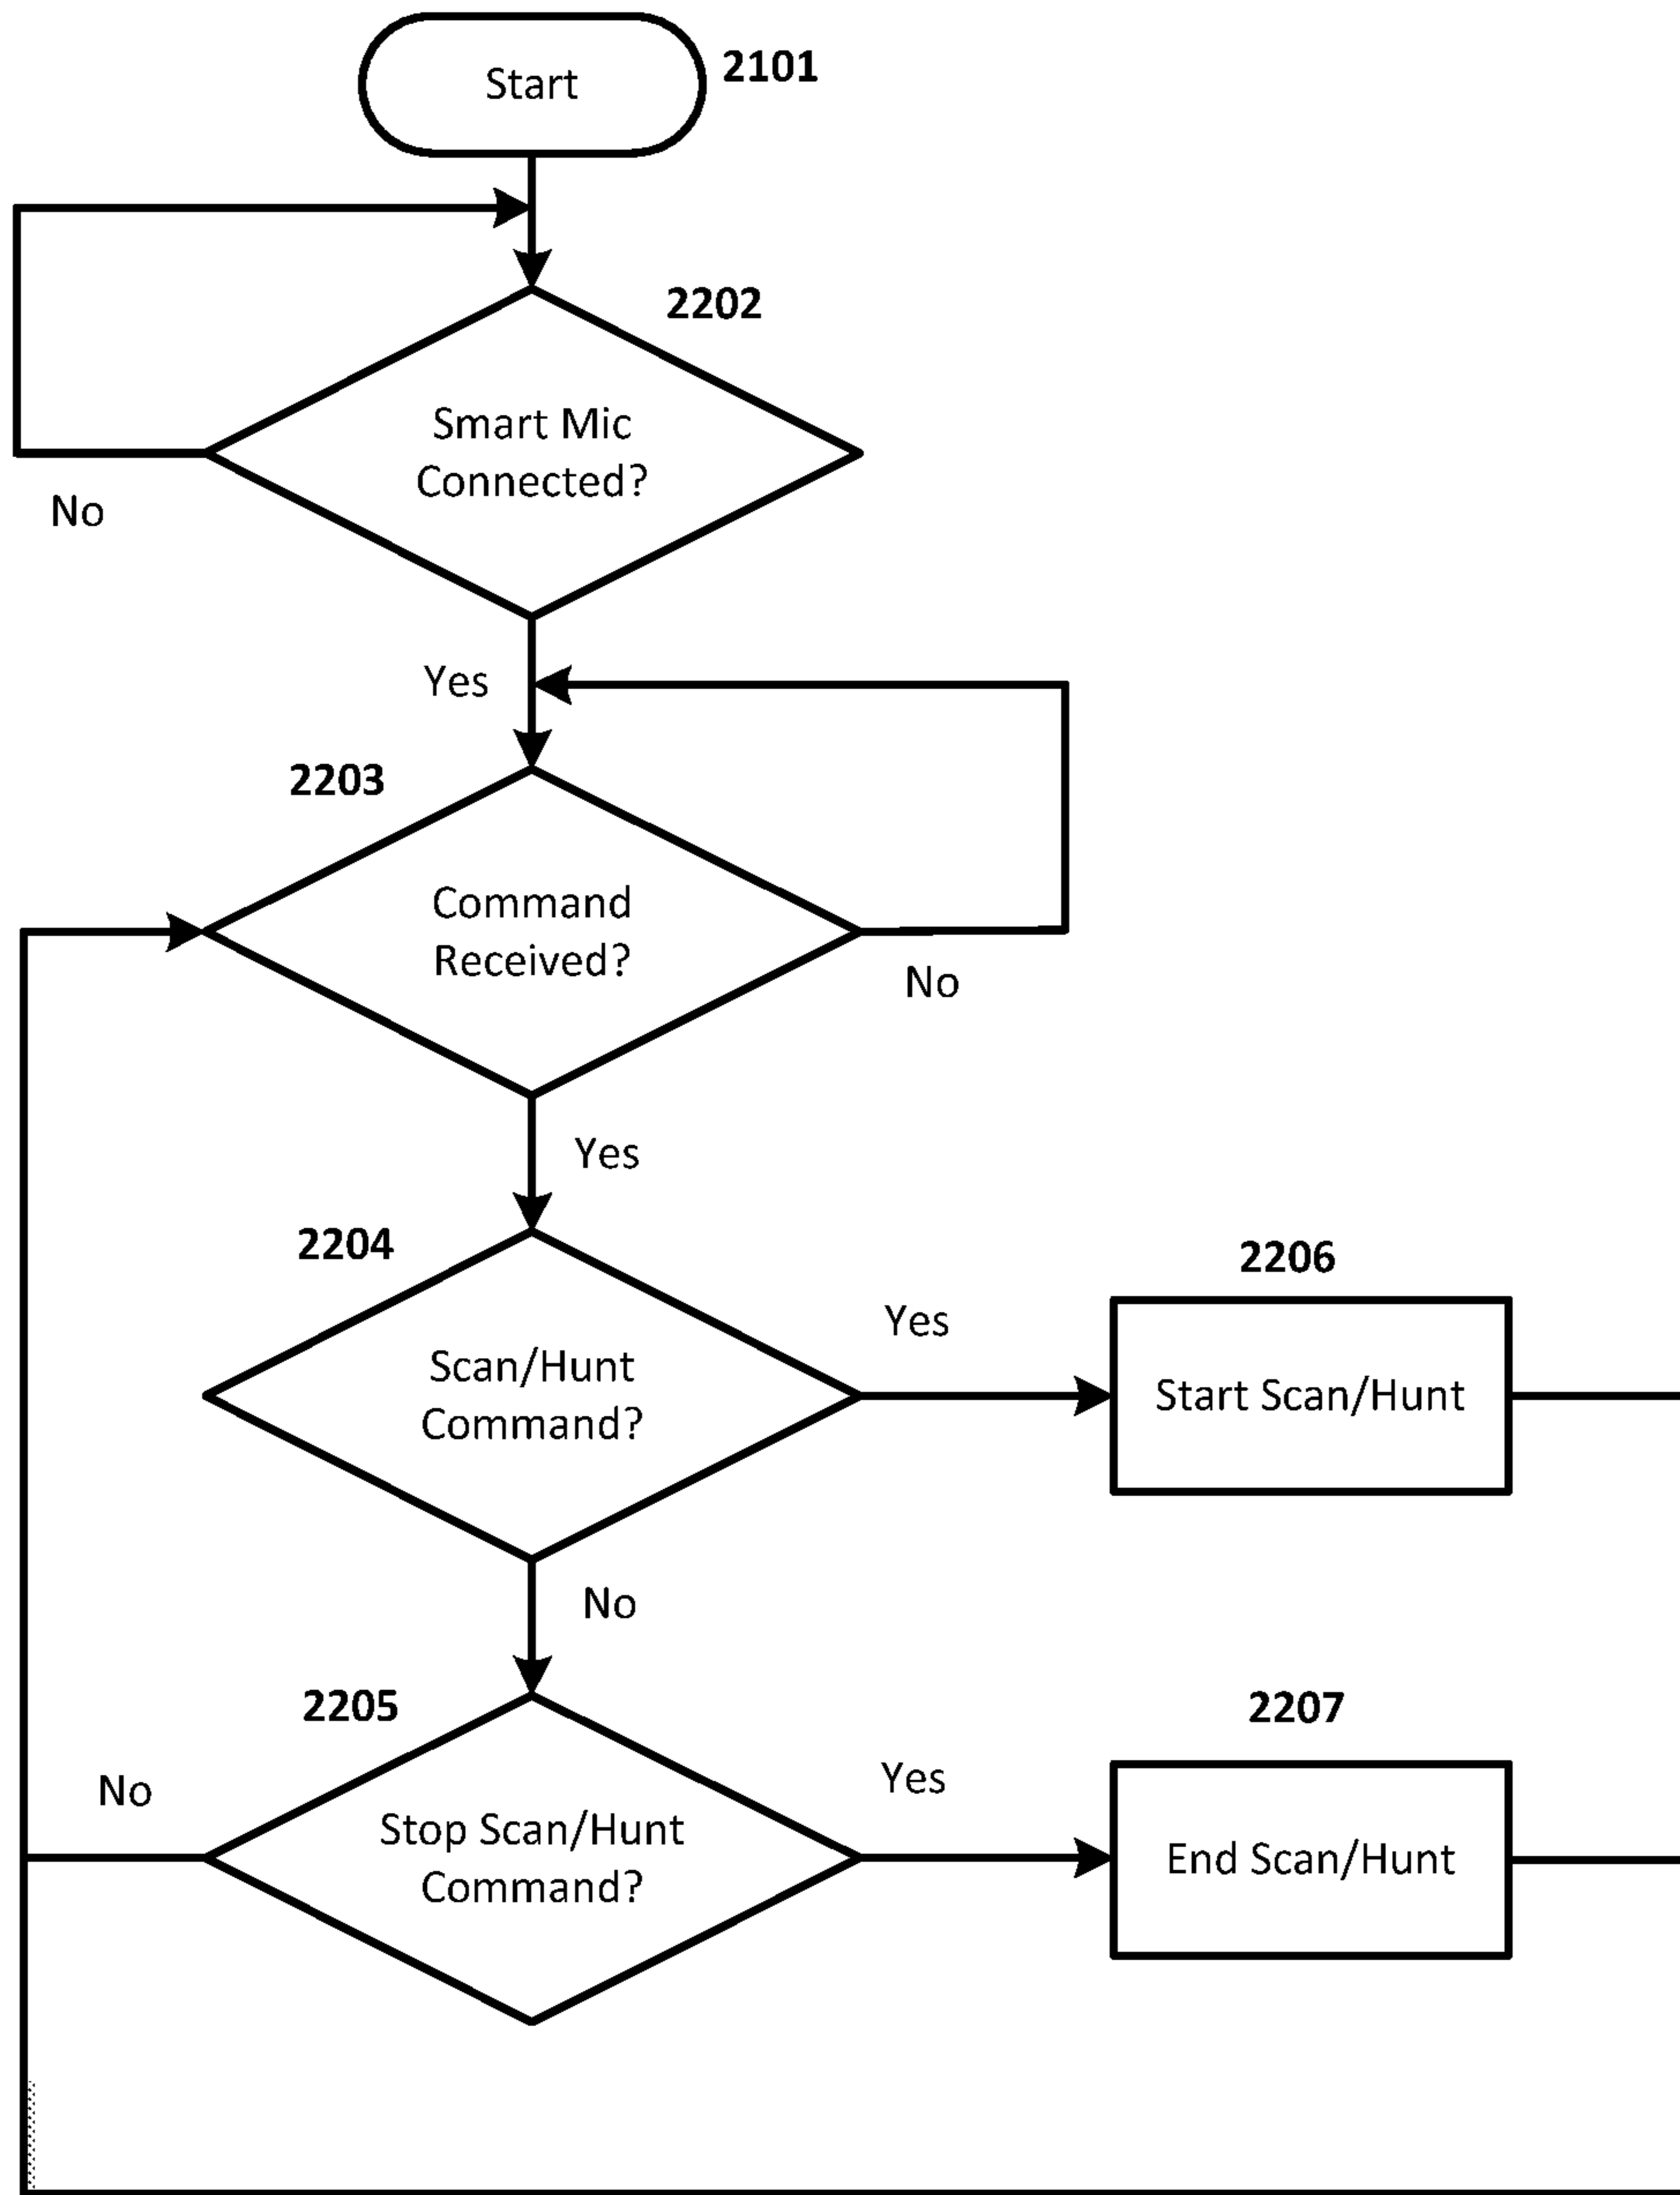 Start
2101
2202
Smart Mic
Connected?
No
Yes
2203
Command
Received?
No
Yes
2204
Scan/Hunt
Command?
Yes
2206
Start Scan/Hunt
No
2205
Stop Scan/Hunt
Command?
No
Yes
2207
End Scan/Hunt